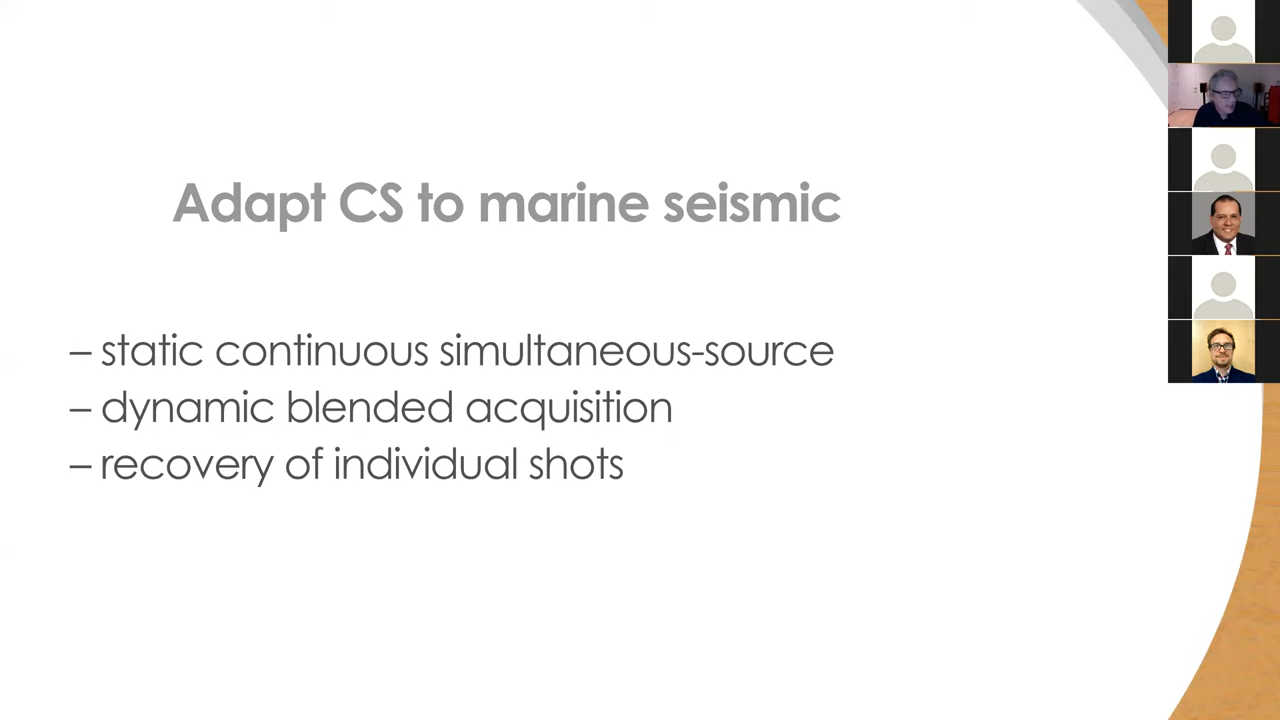 Adapt CS to marine seismic
– static continuous simultaneous-source
– dynamic blended acquisition
– recovery of individual shots